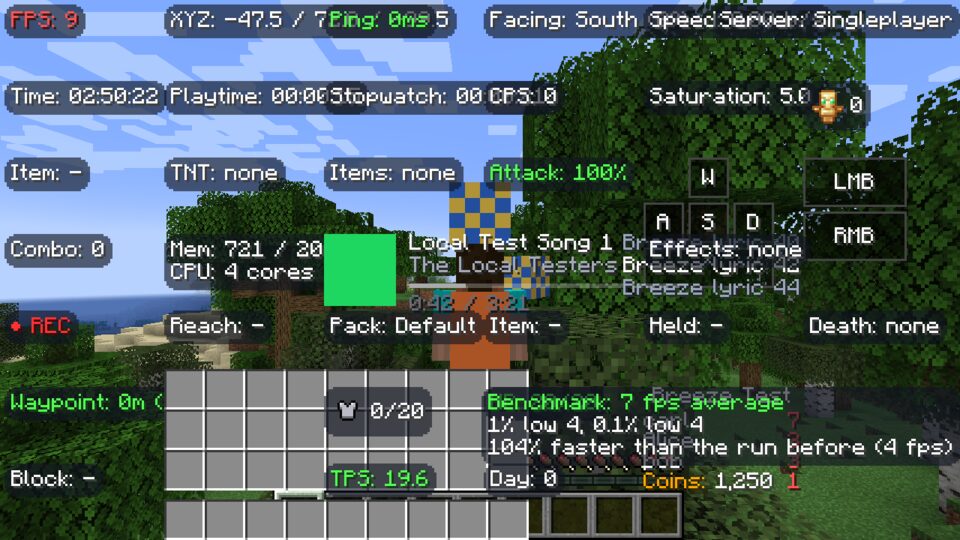 FPS: 9
XYZ: -47.5 / 7
Ping: 0ms
5
Facing: South
Speed
Server: Singleplayer
Time: 02:50:22
Playtime: 00:00
Stopwatch: 00
CPS:
10
Saturation: 5.0
0
Item: -
TNT: none
Items: none
Attack: 100%
W
LMB
A
S
D
RMB
Combo: 0
Mem: 721 / 20
CPU: 4 cores
Local Test Song 1
The Local Testers
0:42 / 3:21
Effects: none
Breeze lyric 42
Breeze lyric 44
REC
Reach: -
Pack: Default
Item: -
Held: -
Death: none
Waypoint: 0m (
0/20
Breeze Test
Benchmark: 7 fps average
1% low 4, 0.1% low 4
7
104% faster than the run before (4 fps)
Block: -
TPS: 19.6
Day: 0
Coins: 1,250
1